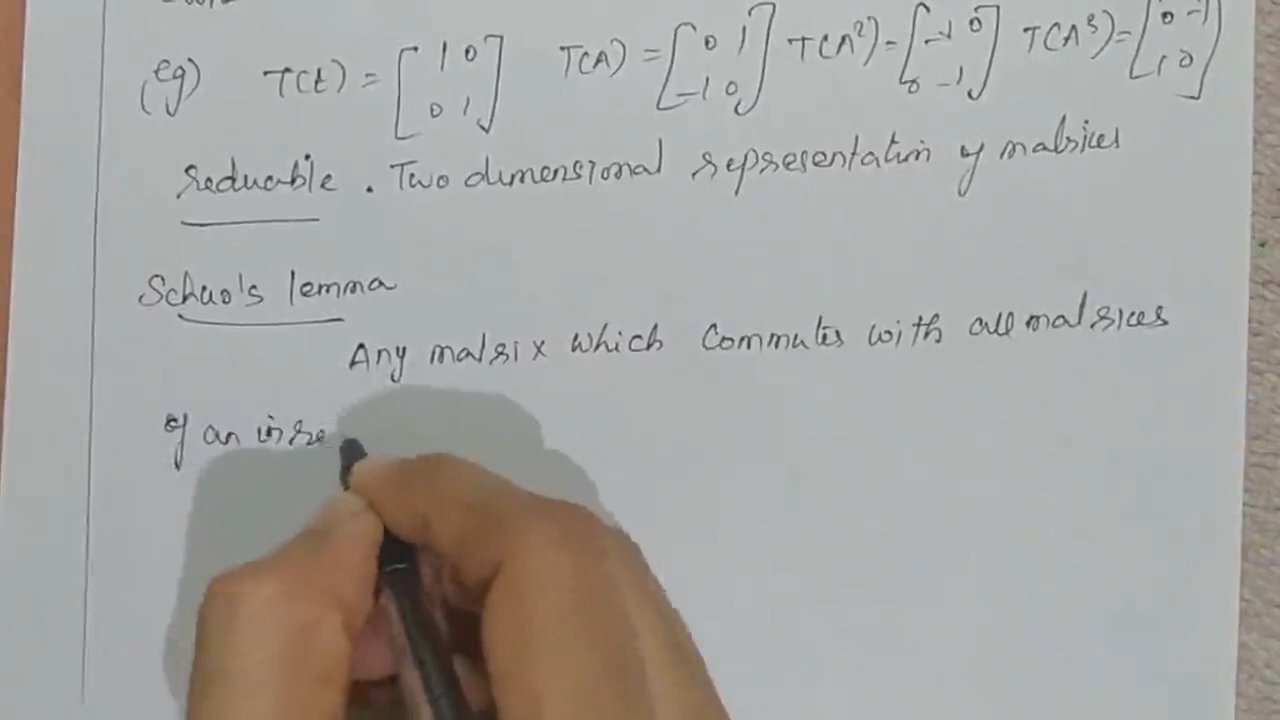 (eg) T(E) = [1 0 0 1] T(A) = [0 1 -1 0] T(A²) = [-1 0 0 -1] T(A³) = [0 -1 1 0]
reducable . Two dimensional representation of matrices
Schur's lemma
Any matrix which commutes with all matrices
of an irre